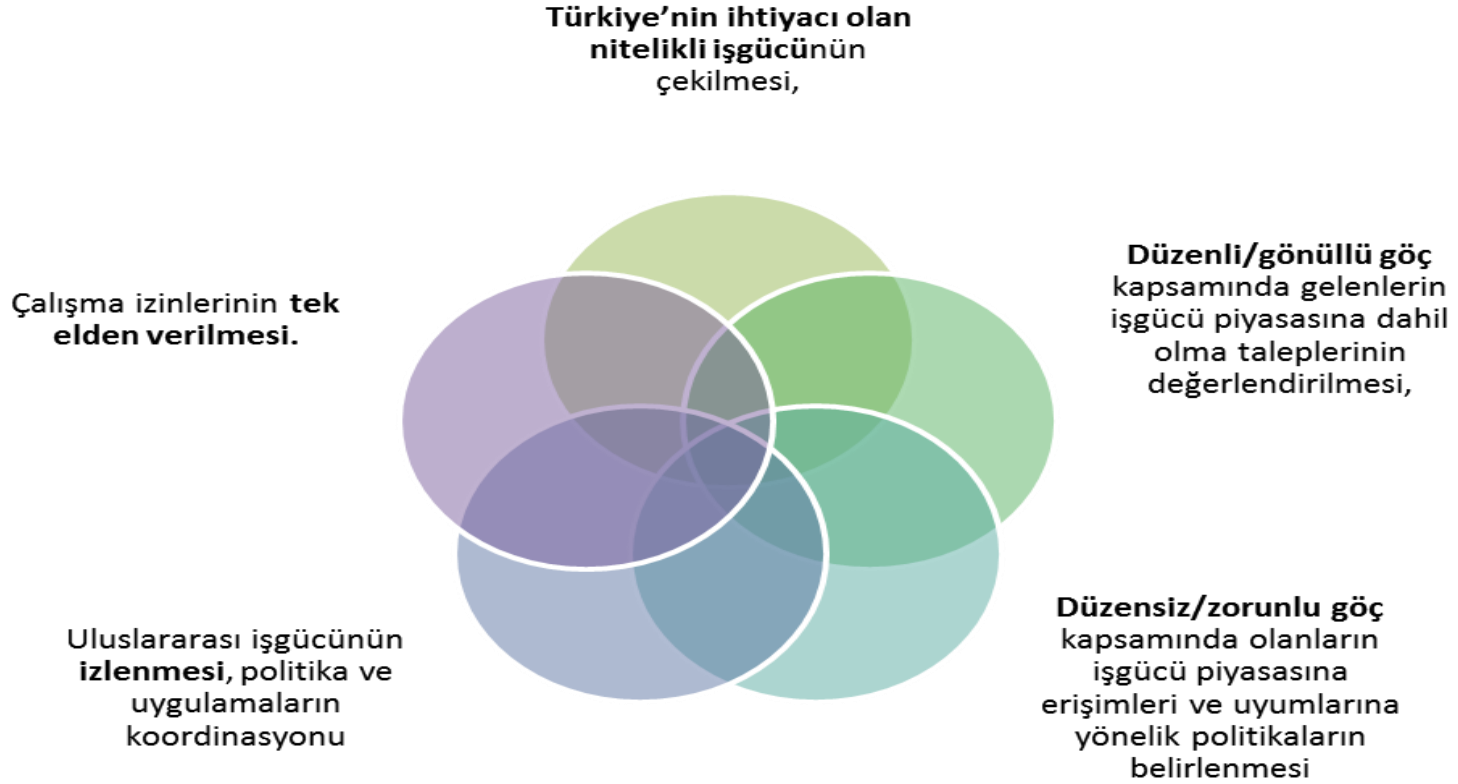 Türkiye’nin ihtiyacı olan
nitelikli işgücünün
çekilmesi,
Düzenli/gönüllü göç
kapsamında gelenlerin
işgücü piyasasına dahil
olma taleplerinin
değerlendirilmesi,
Düzensiz/zorunlu göç
kapsamında olanların
işgücü piyasasına
erişimleri ve uyumlarına
yönelik politikaların
belirlenmesi
Uluslararası işgücünün
izlenmesi, politika ve
uygulamaların
koordinasyonu
Çalışma izinlerinin tek
elden verilmesi.